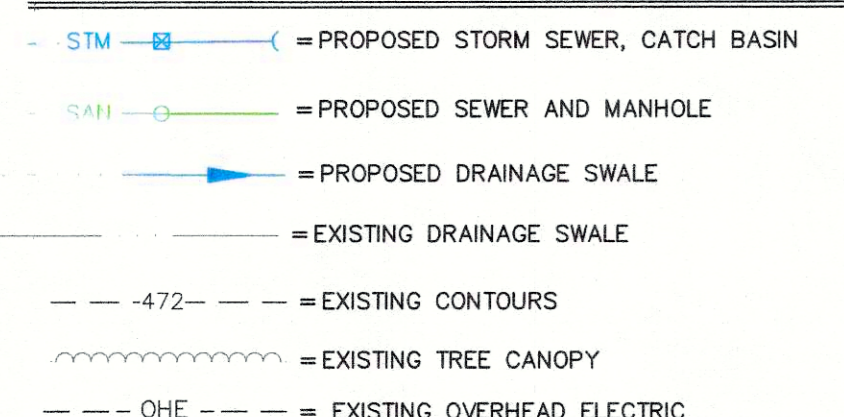 STM = PROPOSED STORM SEWER, CATCH BASIN
SAN = PROPOSED SEWER AND MANHOLE
= PROPOSED DRAINAGE SWALE
= EXISTING DRAINAGE SWALE
-472- = EXISTING CONTOURS
= EXISTING TREE CANOPY
OHE = EXISTING OVERHEAD ELECTRIC